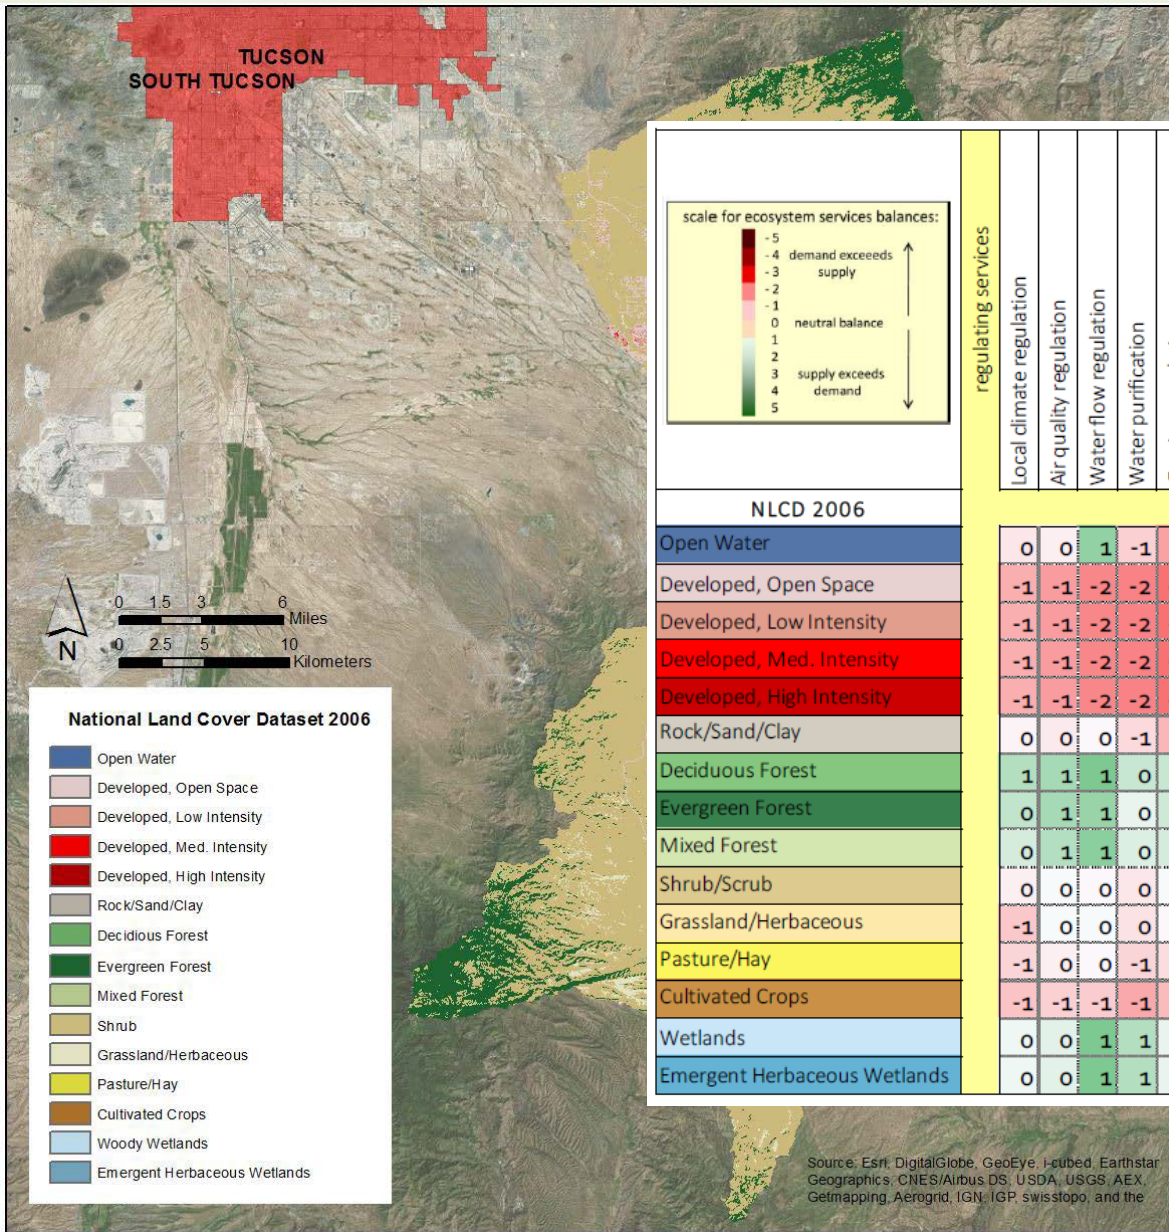 TUCSON
SOUTH TUCSON
0 1.5 3 6
Miles
0 2.5 5 10
Kilometers
N
National Land Cover Dataset 2006
Open Water
Developed, Open Space
Developed, Low Intensity
Developed, Med. Intensity
Developed, High Intensity
Rock/Sand/Clay
Decidious Forest
Evergreen Forest
Mixed Forest
Shrub
Grassland/Herbaceous
Pasture/Hay
Cultivated Crops
Woody Wetlands
Emergent Herbaceous Wetlands
scale for ecosystem services balances:
- 5
- 4 demand exceeeds
- 3 supply
- 2
- 1
0 neutral balance
1
2
3 supply exceeds
4 demand
5
regulating services
Local climate regulation
Air quality regulation
Water flow regulation
Water purification
NLCD 2006
Open Water 0 0 1 -1
Developed, Open Space -1 -1 -2 -2
Developed, Low Intensity -1 -1 -2 -2
Developed, Med. Intensity -1 -1 -2 -2
Developed, High Intensity -1 -1 -2 -2
Rock/Sand/Clay 0 0 0 -1
Deciduous Forest 1 1 1 0
Evergreen Forest 0 1 1 0
Mixed Forest 0 1 1 0
Shrub/Scrub 0 0 0 0
Grassland/Herbaceous -1 0 0 0
Pasture/Hay -1 0 0 -1
Cultivated Crops -1 -1 -1 -1
Wetlands 0 0 1 1
Emergent Herbaceous Wetlands 0 0 1 1
Source: Esri, DigitalGlobe, GeoEye, i-cubed, Earthstar
Geographics, CNES/Airbus DS, USDA, USGS, AEX,
Getmapping, Aerogrid, IGN, IGP, swisstopo, and the